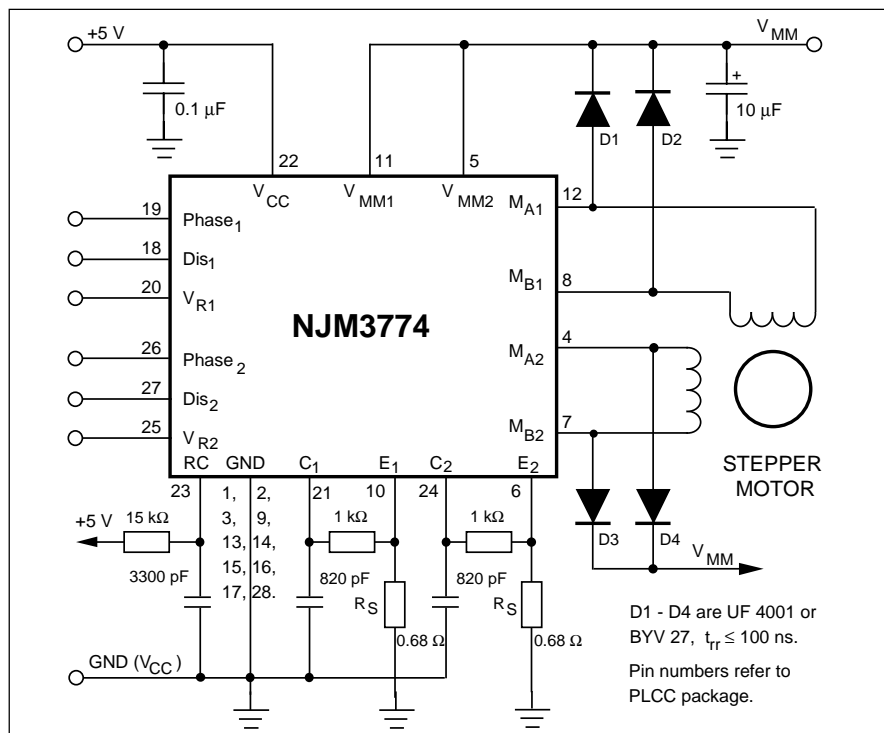 +5 V
V_MM
0.1 µF
+
10 µF
D1
D2
22
11
5
V_CC
V_MM1
V_MM2
M_A1
12
19
Phase_1
18
Dis_1
20
V_R1
M_B1
8
NJM3774
26
Phase_2
M_A2
4
27
Dis_2
25
V_R2
M_B2
7
RC
GND
C_1
E_1
C_2
E_2
23
1, 2,
3, 9,
13, 14,
15, 16,
17, 28.
21
10
24
6
STEPPER
MOTOR
+5 V
15 kΩ
1 kΩ
1 kΩ
D3
D4
V_MM
3300 pF
820 pF
820 pF
R_S
R_S
0.68 Ω
0.68 Ω
GND (V_CC)
D1 - D4 are UF 4001 or
BYV 27, t_rr ≤ 100 ns.
Pin numbers refer to
PLCC package.